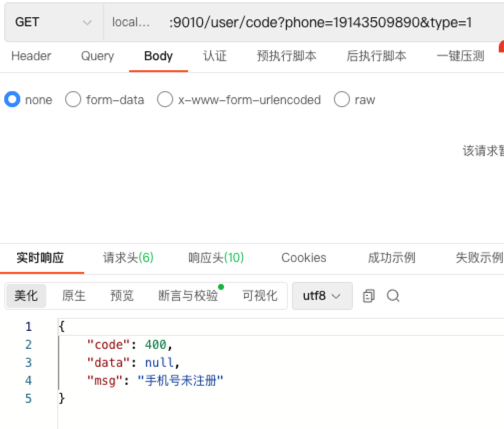 GET local... :9010/user/code?phone=19143509890&type=1
Header Query Body 认证 预执行脚本 后执行脚本 一键压测
none form-data x-www-form-urlencoded raw
该请求
实时响应 请求头(6) 响应头(10) Cookies 成功示例 失败示例
美化 原生 预览 断言与校验 可视化 utf8
1 {
2 "code": 400,
3 "data": null,
4 "msg": "手机号未注册"
5 }